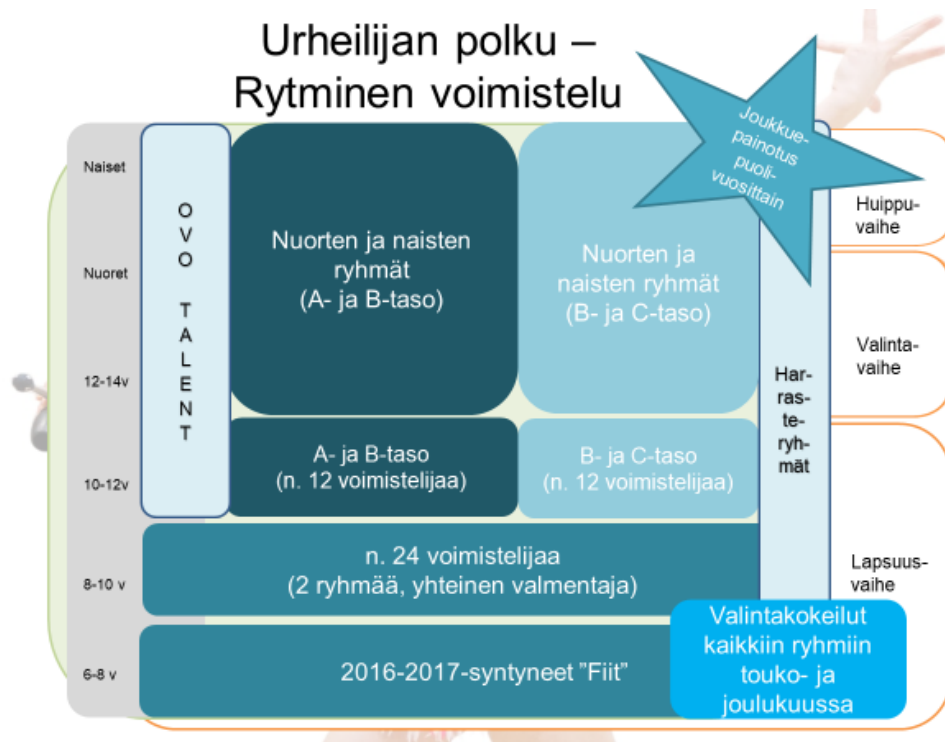 Urheilijan polku –
Rytminen voimistelu
Joukkue-
painotus
puoli-
vuosittain
Naiset
Nuoret
12-14v
10-12v
8-10 v
6-8 v
OVO TALENT
Nuorten ja naisten
ryhmät
(A- ja B-taso)
Nuorten ja
naisten ryhmät
(B- ja C-taso)
A- ja B-taso
(n. 12 voimistelijaa)
B- ja C-taso
(n. 12 voimistelijaa)
Har-
ras-
te-
ryh-
mät
Huippu-
vaihe
Valinta-
vaihe
Lapsuus-
vaihe
n. 24 voimistelijaa
(2 ryhmää, yhteinen valmentaja)
2016-2017-syntyneet ”Fiit”
Valintakokeilut
kaikkiin ryhmiin
touko- ja
joulukuussa